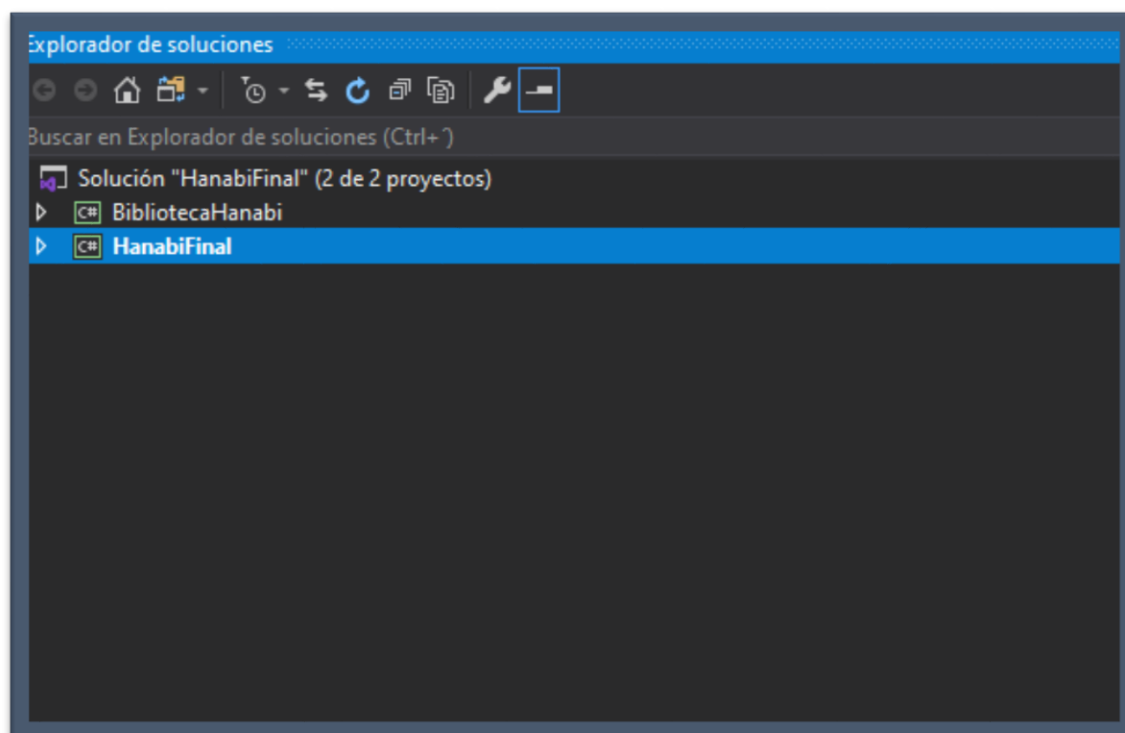 Explorador de soluciones
Buscar en Explorador de soluciones (Ctrl+´)
Solución "HanabiFinal" (2 de 2 proyectos)
C# BibliotecaHanabi
C# HanabiFinal